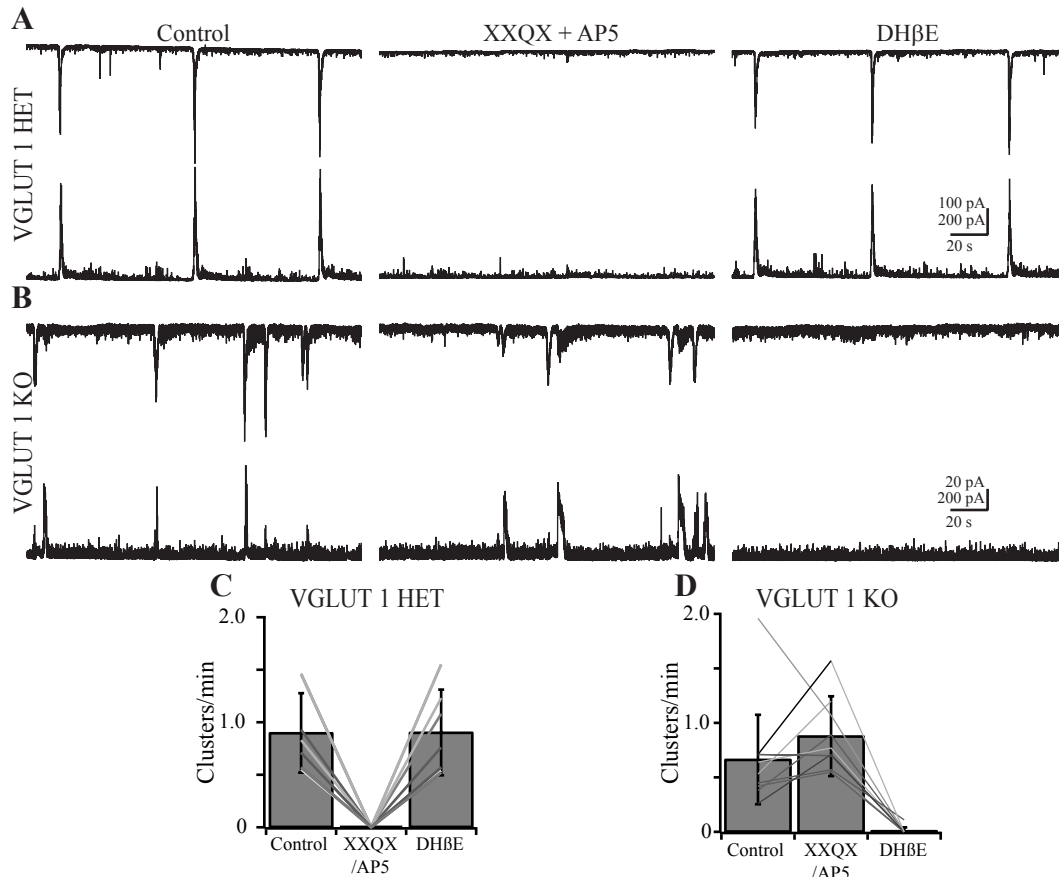 A
Control
XXQX + AP5
DHβE
VGLUT 1 HET
100 pA
200 pA
20 s
B
VGLUT 1 KO
20 pA
200 pA
20 s
C
VGLUT 1 HET
2.0
1.0
0
Clusters/min
Control
XXQX
/AP5
DHβE
D
VGLUT 1 KO
2.0
1.0
0
Clusters/min
Control
XXQX
/AP5
DHβE